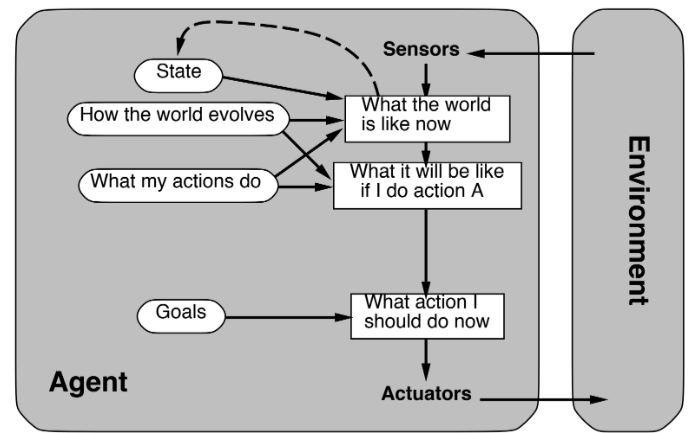 Sensors
State
What the world
is like now
How the world evolves
What it will be like
if I do action A
What my actions do
Environment
What action I
should do now
Goals
Agent
Actuators